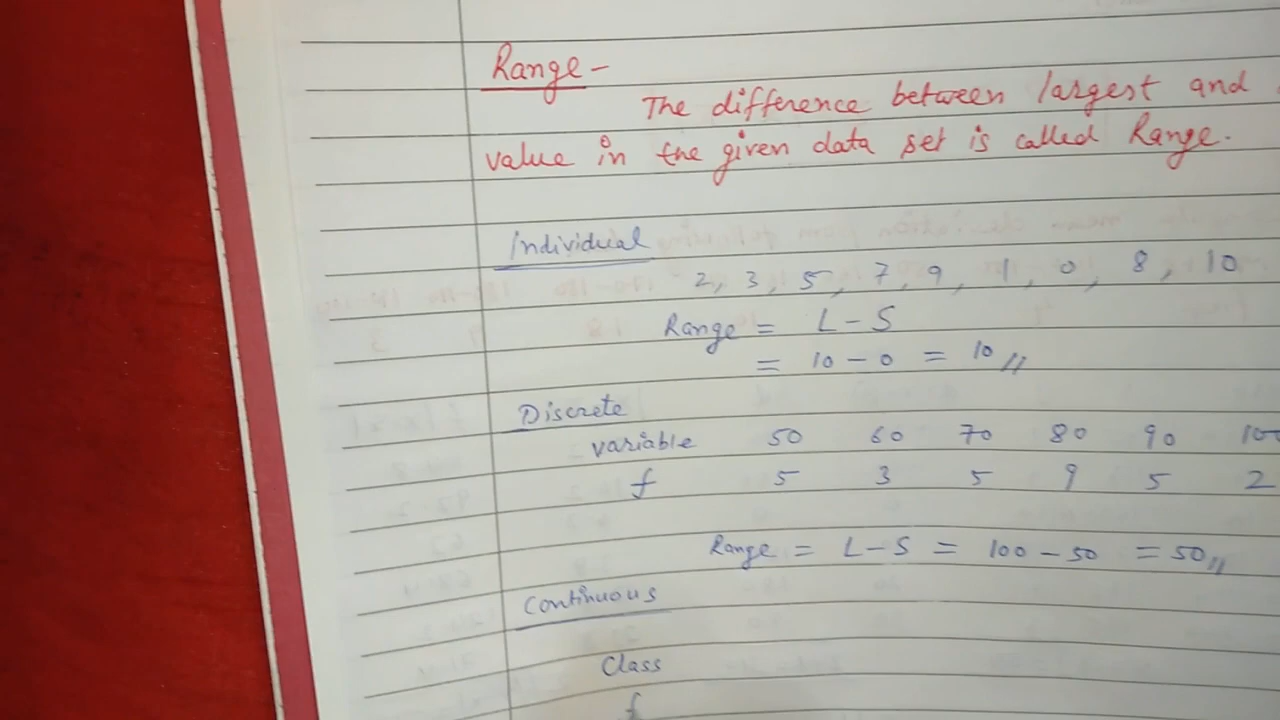 Range -
The difference between largest and
value in the given data set is called Range.
Individual
2, 3, 5, 7, 9, 1, 0, 8, 10
Range = L - S
= 10 - 0 = 10 //
Discrete
variable 50 60 70 80 90 100
f 5 3 5 9 5 2
Range = L - S = 100 - 50 = 50 //
Continuous
Class
f